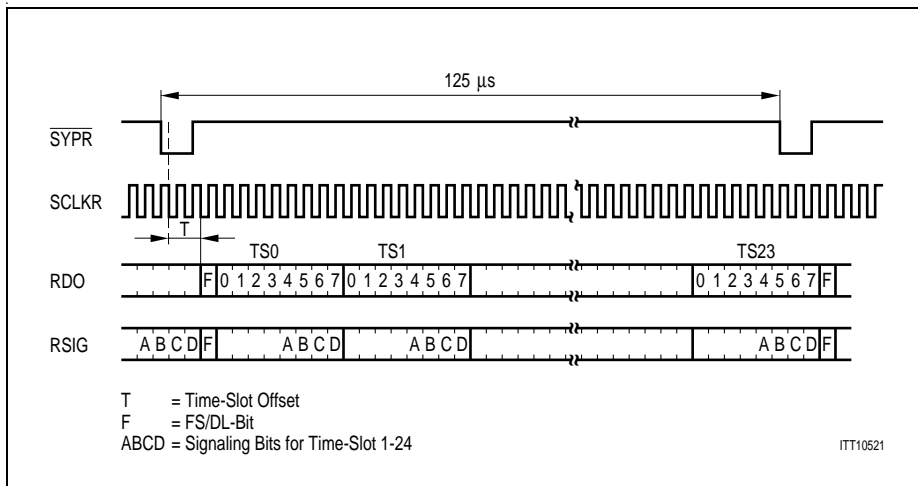 125 µs
SYPR
SCLKR
T
TS0 TS1 TS23
RDO F 0 1 2 3 4 5 6 7 0 1 2 3 4 5 6 7 0 1 2 3 4 5 6 7 F
RSIG A B C D F A B C D A B C D A B C D F
T = Time-Slot Offset
F = FS/DL-Bit
ABCD = Signaling Bits for Time-Slot 1-24
ITT10521